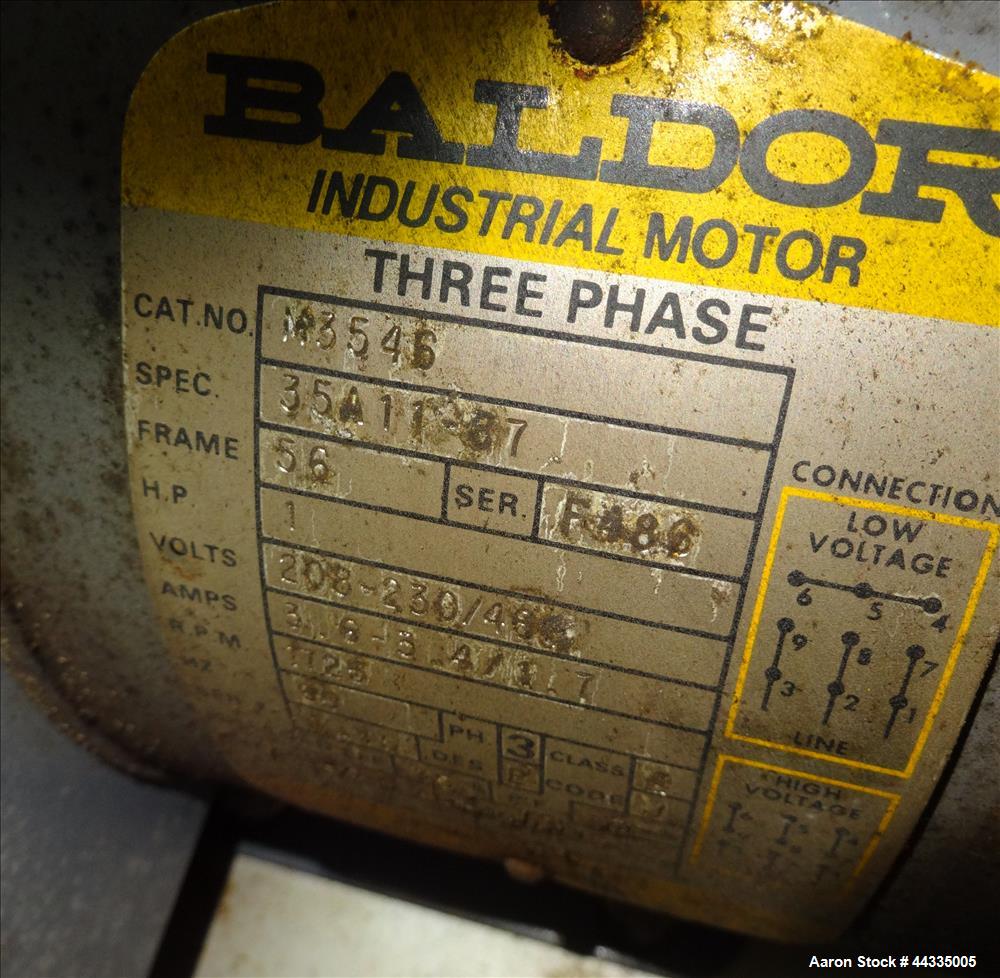 BALDOR
INDUSTRIAL MOTOR
THREE PHASE
CAT.NO. M3546
SPEC. 35A11-87
FRAME 56 SER. F486
H.P 1
VOLTS 208-230/460
AMPS 3.6-3.4/1.7
R.P.M 1725
HZ
PH 3 CLASS
DES CODE
CONNECTION
LOW
VOLTAGE
6 5 4
9 8 7
3 2 1
LINE
HIGH
VOLTAGE
Aaron Stock # 44335005